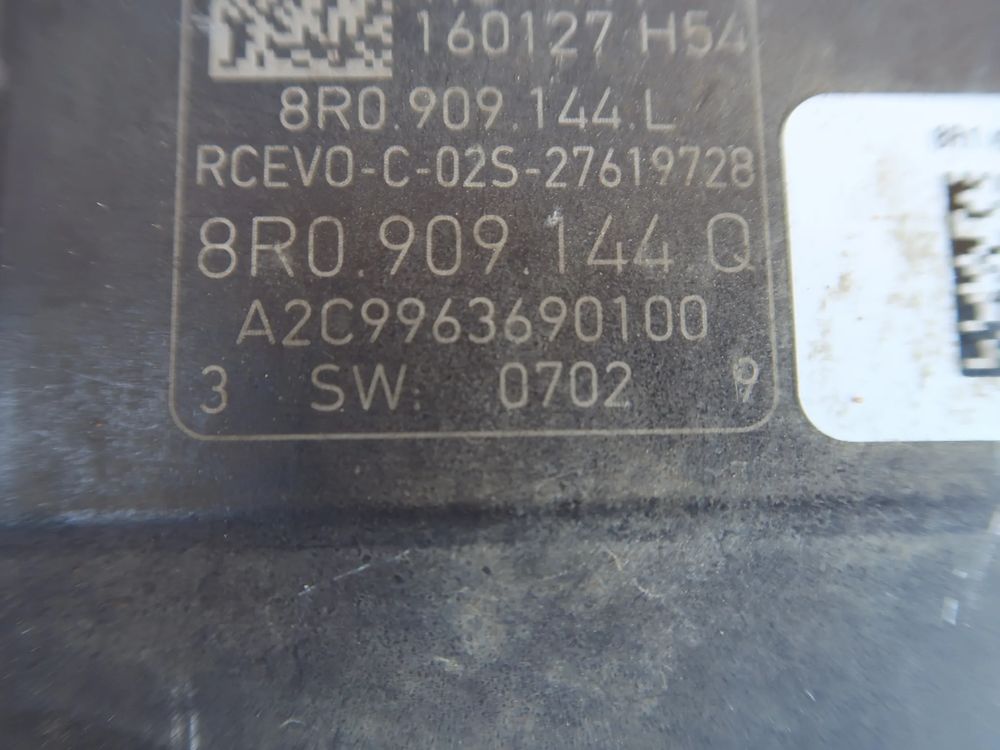 160127 H54
8R0.909.144.L
RCEVO-C-02S-27619728
8R0.909.144 Q
A2C9963690100
3 SW: 0702 9